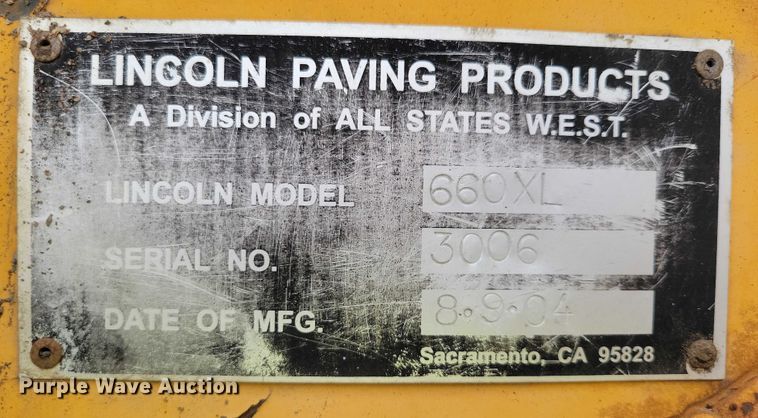 LINCOLN PAVING PRODUCTS
A Division of ALL STATES W.E.S.T.
LINCOLN MODEL 660XL
SERIAL NO. 3006
DATE OF MFG. 8.9.04
Sacramento, CA 95828
Purple Wave Auction